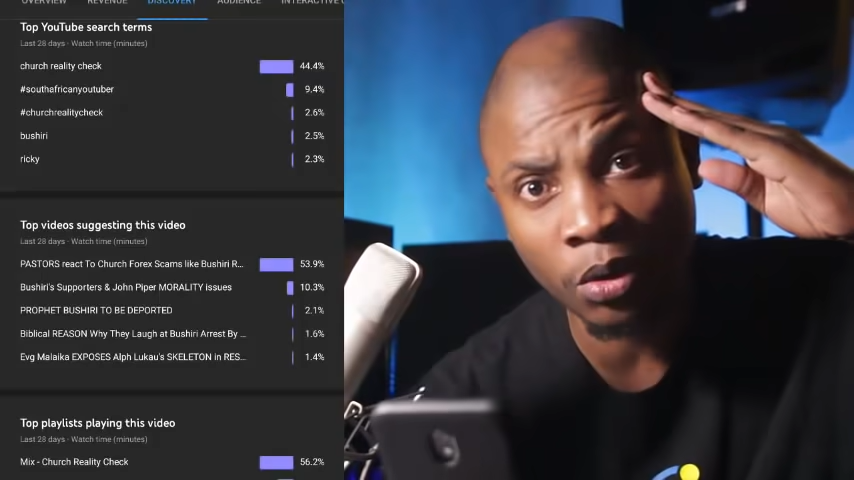 OVERVIEW REVENUE DISCOVERY AUDIENCE INTERACTIVE
Top YouTube search terms
Last 28 days · Watch time (minutes)
church reality check 44.4%
#southafricanyoutuber 9.4%
#churchrealitycheck 2.6%
bushiri 2.5%
ricky 2.3%
Top videos suggesting this video
Last 28 days · Watch time (minutes)
PASTORS react To Church Forex Scams like Bushiri R... 53.9%
Bushiri's Supporters & John Piper MORALITY issues 10.3%
PROPHET BUSHIRI TO BE DEPORTED 2.1%
Biblical REASON Why They Laugh at Bushiri Arrest By ... 1.6%
Evg Malaika EXPOSES Alph Lukau's SKELETON in RES... 1.4%
Top playlists playing this video
Last 28 days · Watch time (minutes)
Mix - Church Reality Check 56.2%